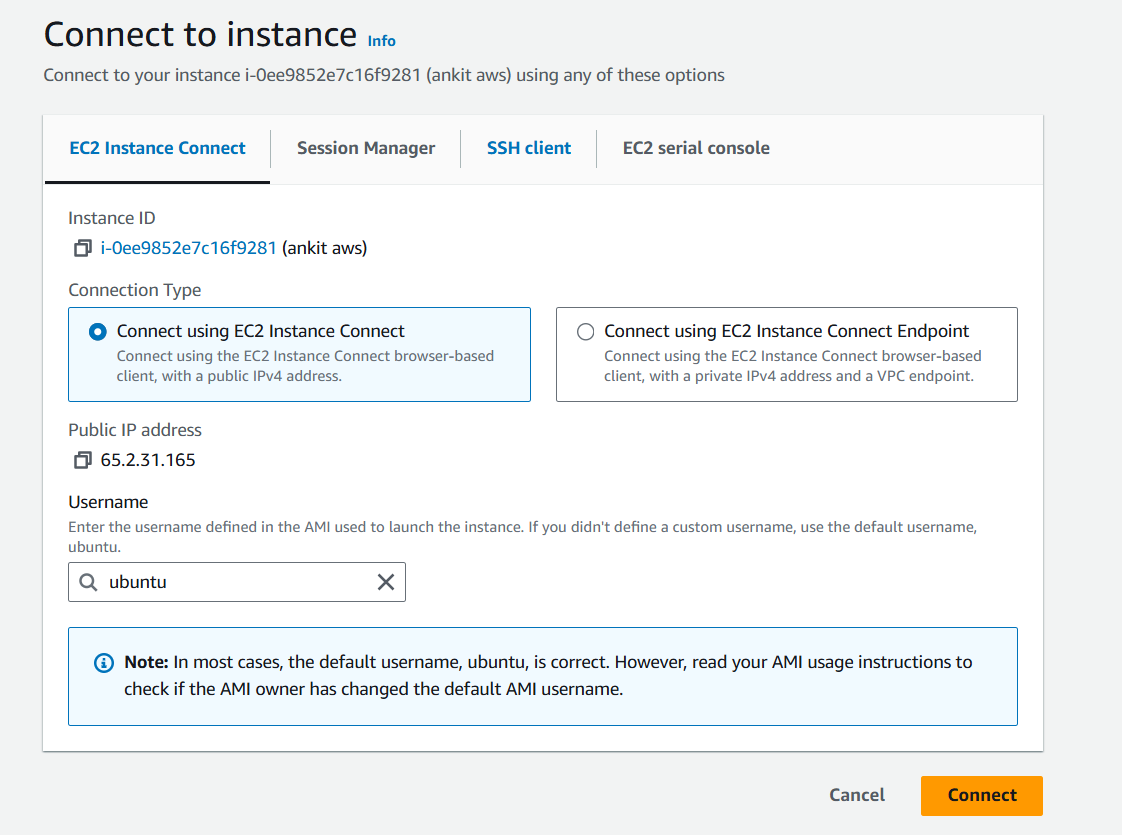 Connect to instance Info
Connect to your instance i-0ee9852e7c16f9281 (ankit aws) using any of these options
EC2 Instance Connect
Session Manager
SSH client
EC2 serial console
Instance ID
i-0ee9852e7c16f9281 (ankit aws)
Connection Type
Connect using EC2 Instance Connect
Connect using the EC2 Instance Connect browser-based
client, with a public IPv4 address.
Connect using EC2 Instance Connect Endpoint
Connect using the EC2 Instance Connect browser-based
client, with a private IPv4 address and a VPC endpoint.
Public IP address
65.2.31.165
Username
Enter the username defined in the AMI used to launch the instance. If you didn't define a custom username, use the default username,
ubuntu.
ubuntu
Note: In most cases, the default username, ubuntu, is correct. However, read your AMI usage instructions to
check if the AMI owner has changed the default AMI username.
Cancel
Connect